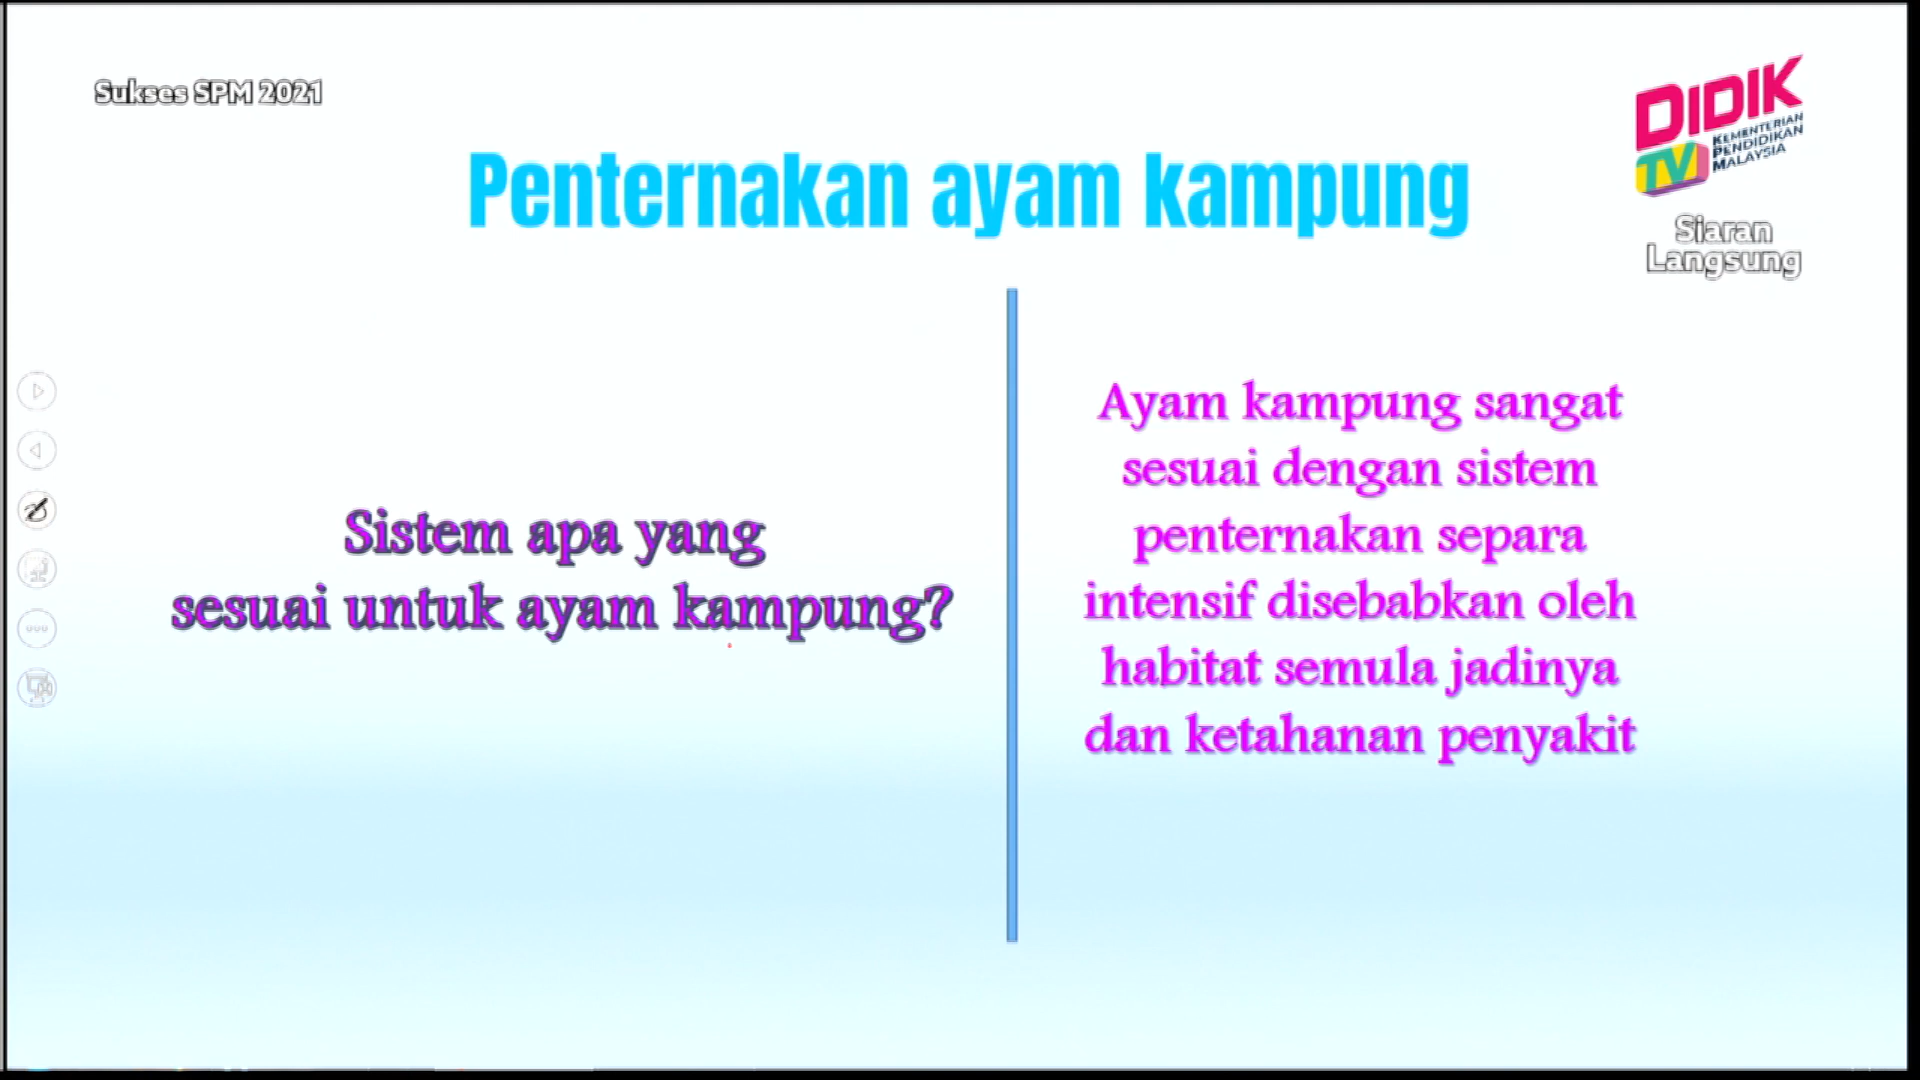 Sukses SPM 2021
DIDIK
TV
KEMENTERIAN
PENDIDIKAN
MALAYSIA
Siaran
Langsung
Penternakan ayam kampung
Sistem apa yang
sesuai untuk ayam kampung?
Ayam kampung sangat
sesuai dengan sistem
penternakan separa
intensif disebabkan oleh
habitat semula jadinya
dan ketahanan penyakit